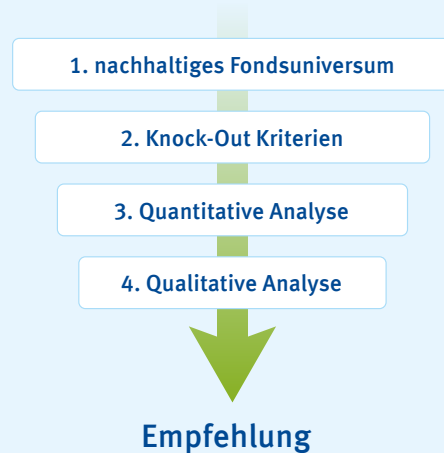 1. nachhaltiges Fondsuniversum
2. Knock-Out Kriterien
3. Quantitative Analyse
4. Qualitative Analyse
Empfehlung